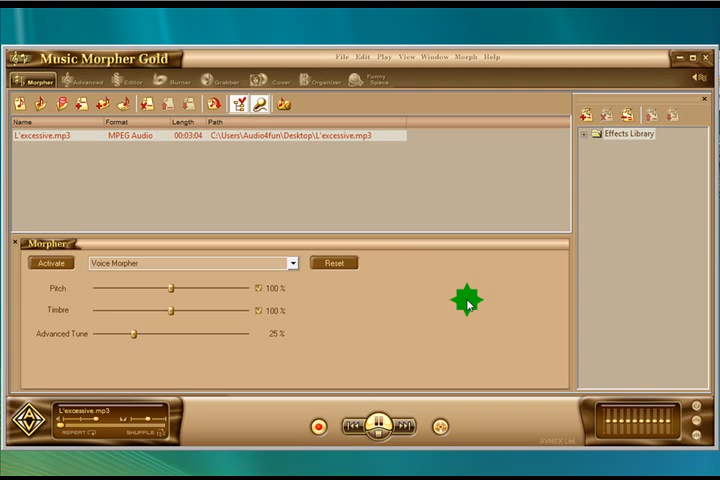 Music Morpher Gold
File Edit Play View Window Morph Help
Morpher Advanced Editor Burner Grabber Cover Organizer Funny Space
Name Format Length Path
L'excessive.mp3 MPEG Audio 00:03:04 C:\Users\Audio4fun\Desktop\L'excessive.mp3
Effects Library
Morpher
Activate Voice Morpher Reset
Pitch 100 %
Timbre 100 %
Advanced Tune 25 %
L'excessive.mp3
REPEAT SHUFFLE
AVNEX Ltd.